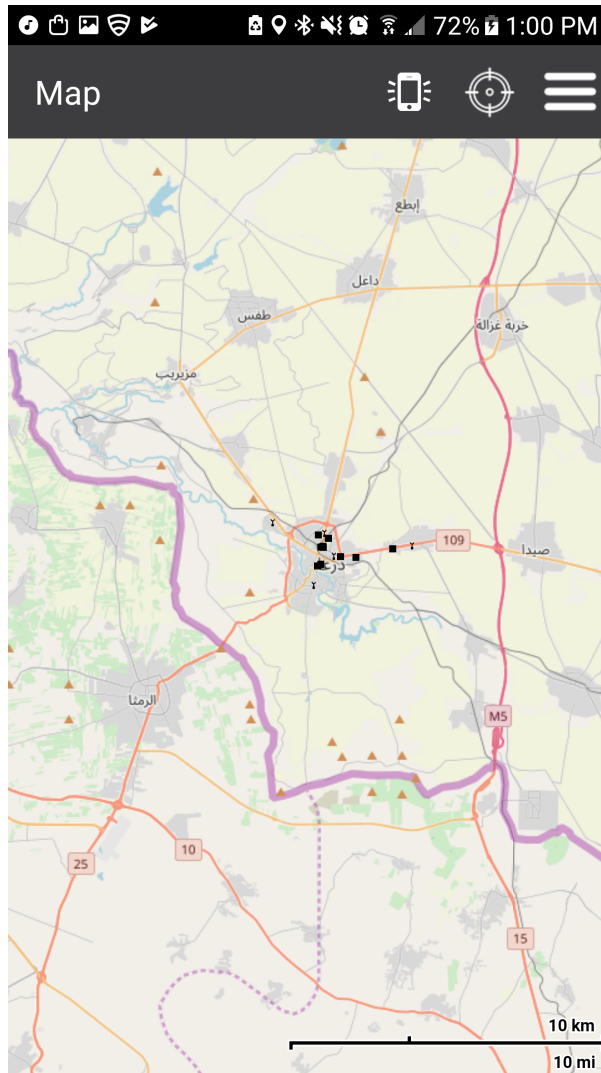 72% 1:00 PM
Map
إبطع
داعل
طفس
خربة غزالة
مزيريب
109
صيدا
درعا
الرمثا
M5
10
25
15
10 km
10 mi